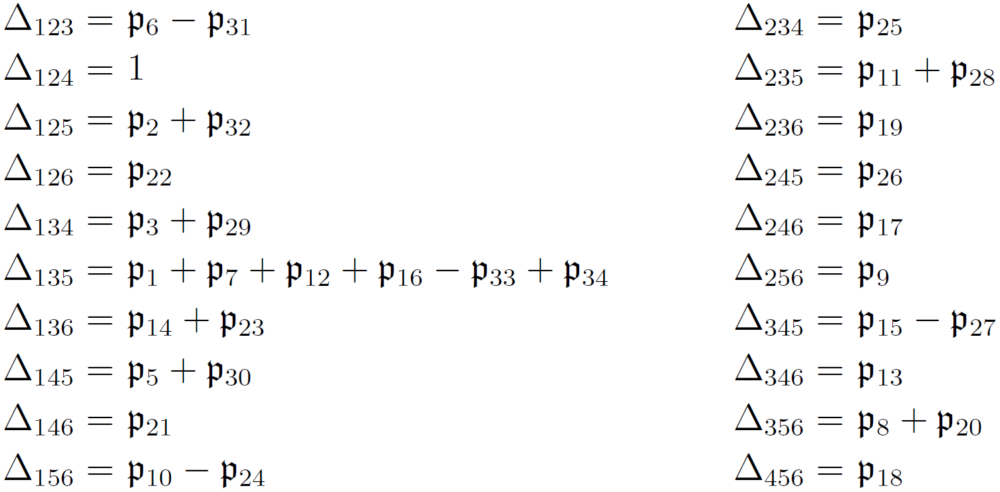 Δ₁₂₃ = 𝔭₆ − 𝔭₃₁
Δ₁₂₄ = 1
Δ₁₂₅ = 𝔭₂ + 𝔭₃₂
Δ₁₂₆ = 𝔭₂₂
Δ₁₃₄ = 𝔭₃ + 𝔭₂₉
Δ₁₃₅ = 𝔭₁ + 𝔭₇ + 𝔭₁₂ + 𝔭₁₆ − 𝔭₃₃ + 𝔭₃₄
Δ₁₃₆ = 𝔭₁₄ + 𝔭₂₃
Δ₁₄₅ = 𝔭₅ + 𝔭₃₀
Δ₁₄₆ = 𝔭₂₁
Δ₁₅₆ = 𝔭₁₀ − 𝔭₂₄
Δ₂₃₄ = 𝔭₂₅
Δ₂₃₅ = 𝔭₁₁ + 𝔭₂₈
Δ₂₃₆ = 𝔭₁₉
Δ₂₄₅ = 𝔭₂₆
Δ₂₄₆ = 𝔭₁₇
Δ₂₅₆ = 𝔭₉
Δ₃₄₅ = 𝔭₁₅ − 𝔭₂₇
Δ₃₄₆ = 𝔭₁₃
Δ₃₅₆ = 𝔭₈ + 𝔭₂₀
Δ₄₅₆ = 𝔭₁₈